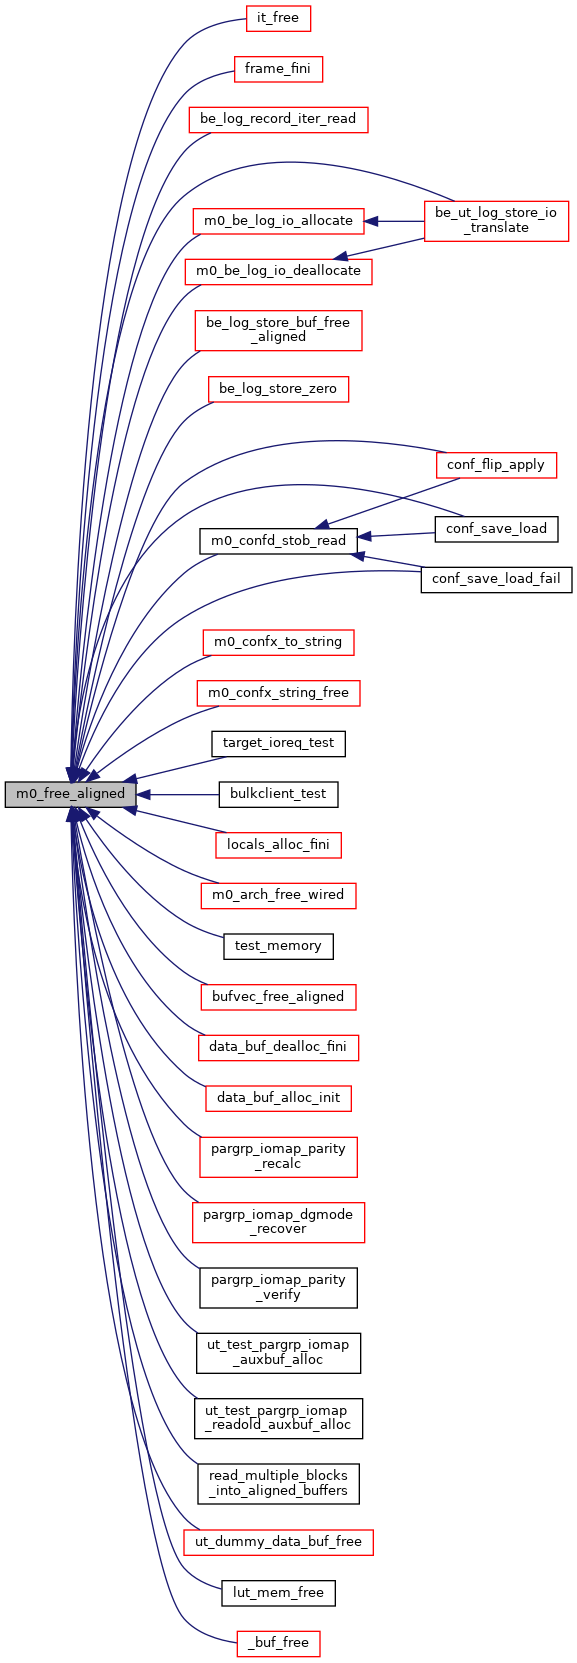 it_free
frame_fini
be_log_record_iter_read
be_ut_log_store_io
_translate
m0_be_log_io_allocate
m0_be_log_io_deallocate
be_log_store_buf_free
_aligned
be_log_store_zero
conf_flip_apply
conf_save_load
m0_confd_stob_read
conf_save_load_fail
m0_confx_to_string
m0_confx_string_free
target_ioreq_test
m0_free_aligned
bulkclient_test
locals_alloc_fini
m0_arch_free_wired
test_memory
bufvec_free_aligned
data_buf_dealloc_fini
data_buf_alloc_init
pargrp_iomap_parity
_recalc
pargrp_iomap_dgmode
_recover
pargrp_iomap_parity
_verify
ut_test_pargrp_iomap
_auxbuf_alloc
ut_test_pargrp_iomap
_readold_auxbuf_alloc
read_multiple_blocks
_into_aligned_buffers
ut_dummy_data_buf_free
lut_mem_free
_buf_free